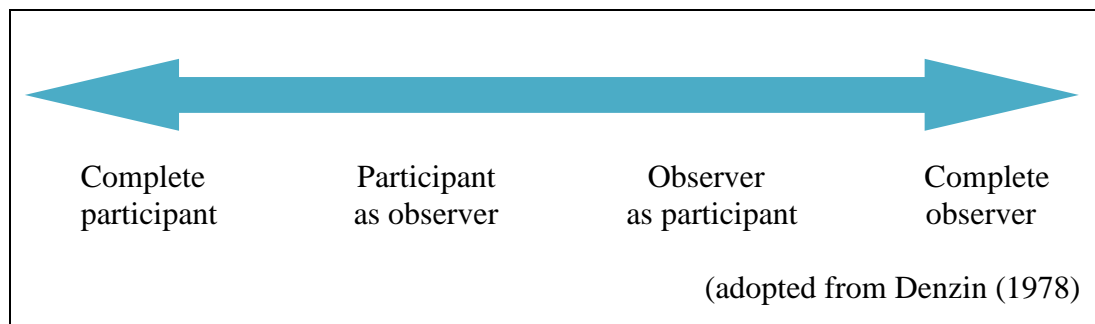 Complete participant
Participant as observer
Observer as participant
Complete observer
(adopted from Denzin (1978)